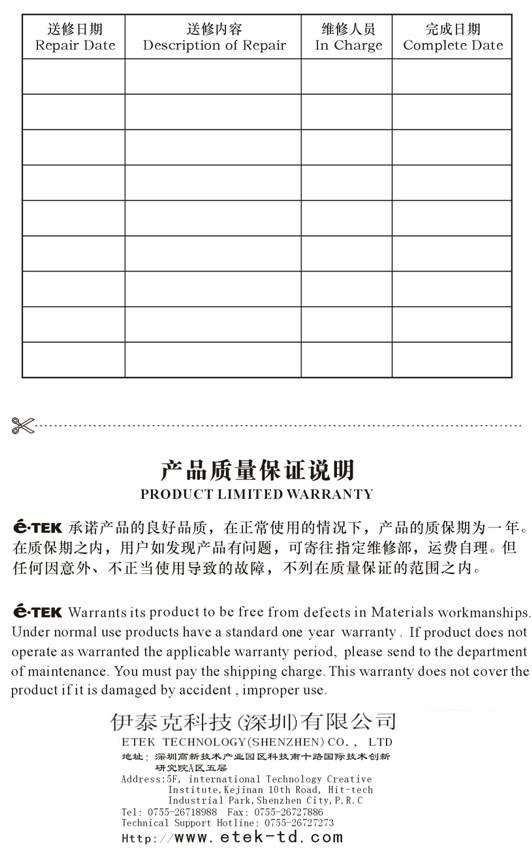 送修日期 送修内容 维修人员 完成日期
Repair Date Description of Repair In Charge Complete Date
产品质量保证说明
PRODUCT LIMITED WARRANTY
é·TEK 承诺产品的良好品质，在正常使用的情况下，产品的质保期为一年。
在质保期之内，用户如发现产品有问题，可寄往指定维修部，运费自理。但
任何因意外、不正当使用导致的故障，不列在质量保证的范围之内。
é·TEK Warrants its product to be free from defects in Materials workmanships.
Under normal use products have a standard one year warranty . If product does not
operate as warranted the applicable warranty period, please send to the department
of maintenance. You must pay the shipping charge. This warranty does not cover the
product if it is damaged by accident , improper use.
伊泰克科技(深圳)有限公司
ETEK TECHNOLOGY(SHENZHEN)CO., LTD
地址: 深圳高新技术产业园区科技南十路国际技术创新
研究院A区五层
Address:5F, international Technology Creative
Institute,Kejinan 10th Road, Hit-tech
Industrial Park,Shenzhen City,P.R.C
Tel: 0755-26718988 Fax: 0755-26727886
Technical Support Hotline: 0755-26727273
Http://www.etek-td.com